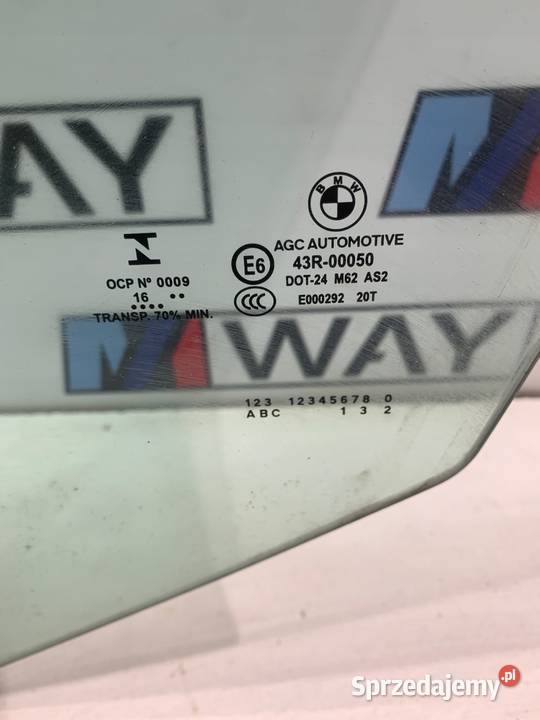 WAY
M
BMW
AGC AUTOMOTIVE
E6 43R-00050
DOT-24 M62 AS2
CCC E000292 20T
OCP Nº 0009
16
TRANSP. 70% MIN.
M WAY
123 12345678 0
ABC 1 3 2
Sprzedajemy.pl